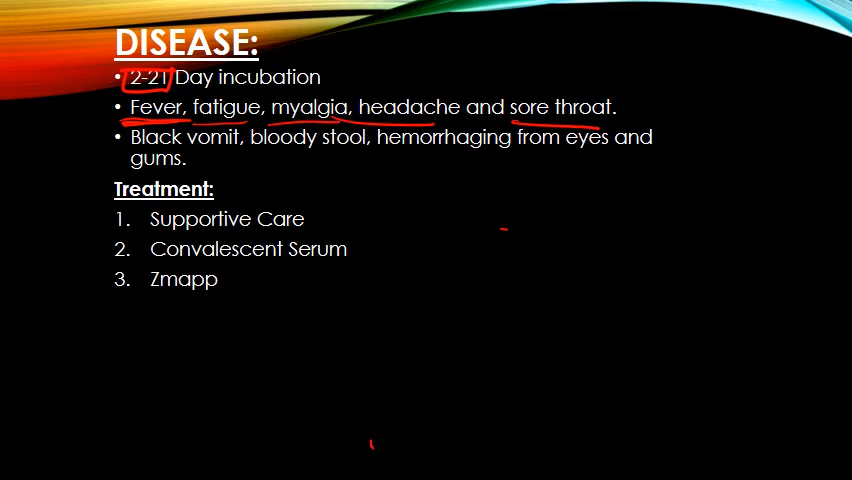 DISEASE:
• 2-21 Day incubation
• Fever, fatigue, myalgia, headache and sore throat.
• Black vomit, bloody stool, hemorrhaging from eyes and
gums.
Treatment:
1. Supportive Care
2. Convalescent Serum
3. Zmapp